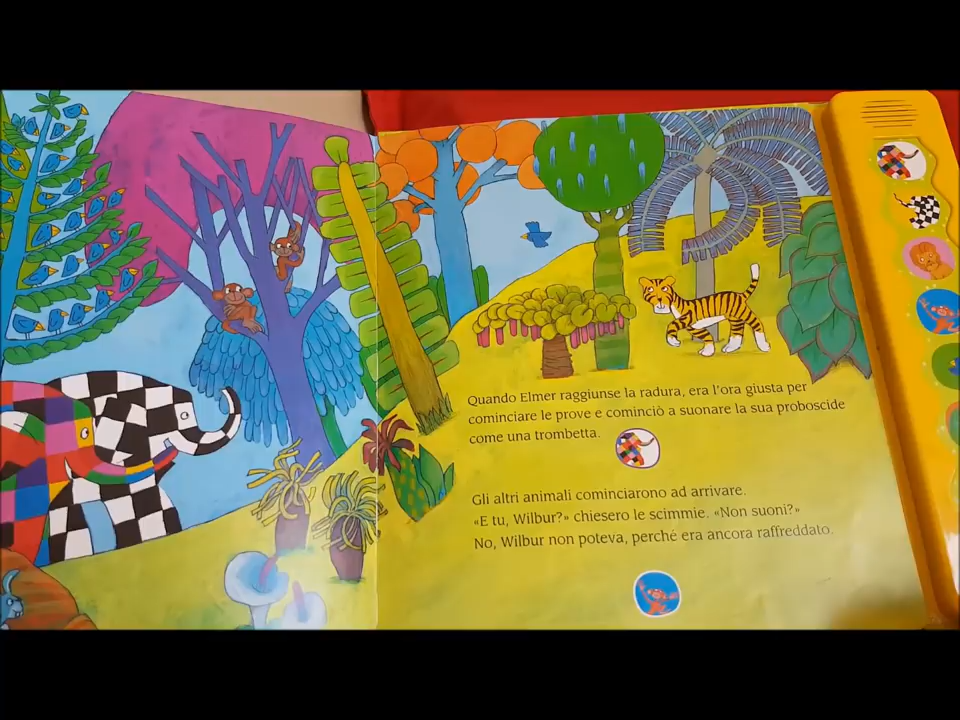 Quando Elmer raggiunse la radura, era l'ora giusta per
cominciare le prove e cominciò a suonare la sua proboscide
come una trombetta.
Gli altri animali cominciarono ad arrivare.
«E tu, Wilbur?» chiesero le scimmie. «Non suoni?»
No, Wilbur non poteva, perché era ancora raffreddato.